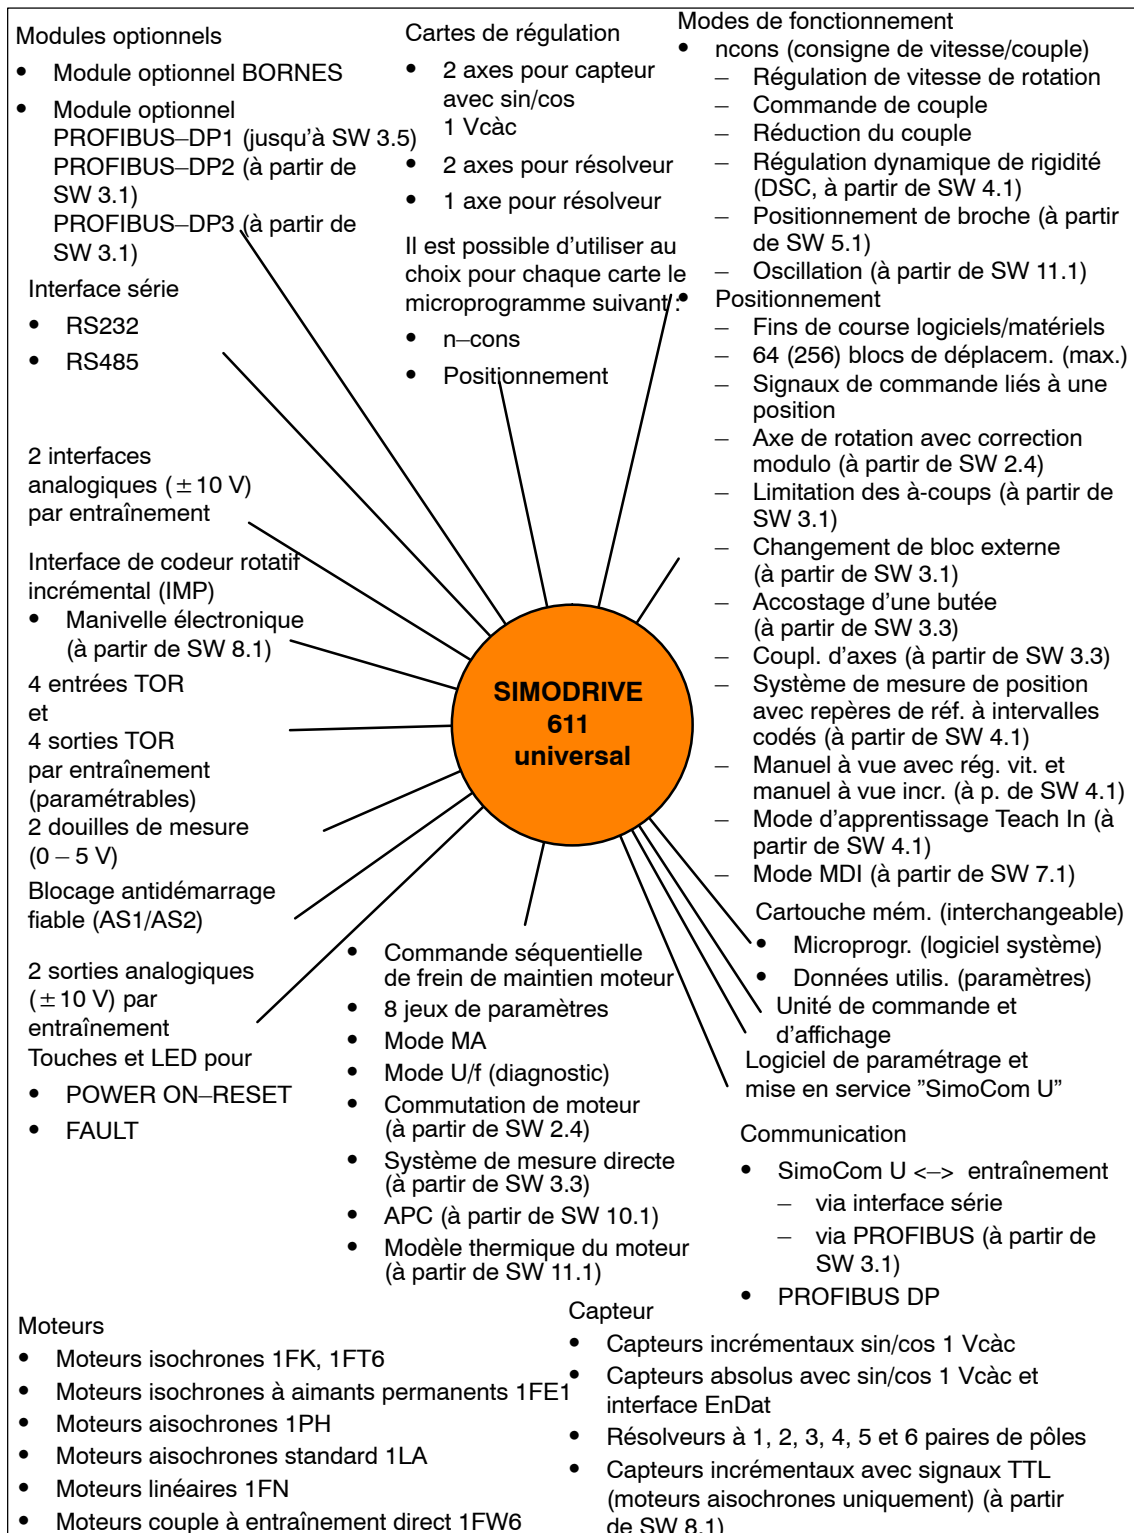 Modules optionnels
• Module optionnel BORNES
• Module optionnel
PROFIBUS–DP1 (jusqu'à SW 3.5)
PROFIBUS–DP2 (à partir de
SW 3.1)
PROFIBUS–DP3 (à partir de
SW 3.1)
Interface série
• RS232
• RS485
2 interfaces
analogiques (±10 V)
par entraînement
Interface de codeur rotatif
incrémental (IMP)
• Manivelle électronique
(à partir de SW 8.1)
4 entrées TOR
et
4 sorties TOR
par entraînement
(paramétrables)
2 douilles de mesure
(0 – 5 V)
Blocage antidémarrage
fiable (AS1/AS2)
2 sorties analogiques
(±10 V) par
entraînement
Touches et LED pour
• POWER ON–RESET
• FAULT
Cartes de régulation
• 2 axes pour capteur
avec sin/cos
1 Vcàc
• 2 axes pour résolveur
• 1 axe pour résolveur
Il est possible d'utiliser au
choix pour chaque carte le
microprogramme suivant :
• n–cons
• Positionnement
Modes de fonctionnement
• ncons (consigne de vitesse/couple)
– Régulation de vitesse de rotation
– Commande de couple
– Réduction du couple
– Régulation dynamique de rigidité
(DSC, à partir de SW 4.1)
– Positionnement de broche (à partir
de SW 5.1)
– Oscillation (à partir de SW 11.1)
• Positionnement
– Fins de course logiciels/matériels
– 64 (256) blocs de déplacem. (max.)
– Signaux de commande liés à une
position
– Axe de rotation avec correction
modulo (à partir de SW 2.4)
– Limitation des à-coups (à partir de
SW 3.1)
– Changement de bloc externe
(à partir de SW 3.1)
– Accostage d'une butée
(à partir de SW 3.3)
– Coupl. d'axes (à partir de SW 3.3)
– Système de mesure de position
avec repères de réf. à intervalles
codés (à partir de SW 4.1)
– Manuel à vue avec rég. vit. et
manuel à vue incr. (à p. de SW 4.1)
– Mode d'apprentissage Teach In (à
partir de SW 4.1)
– Mode MDI (à partir de SW 7.1)
SIMODRIVE
611
universal
Cartouche mém. (interchangeable)
• Microprogr. (logiciel système)
• Données utilis. (paramètres)
Unité de commande et
d'affichage
Logiciel de paramétrage et
mise en service ”SimoCom U”
• Commande séquentielle
de frein de maintien moteur
• 8 jeux de paramètres
• Mode MA
• Mode U/f (diagnostic)
• Commutation de moteur
(à partir de SW 2.4)
• Système de mesure directe
(à partir de SW 3.3)
• APC (à partir de SW 10.1)
• Modèle thermique du moteur
(à partir de SW 11.1)
Communication
• SimoCom U <–> entraînement
– via interface série
– via PROFIBUS (à partir de
SW 3.1)
• PROFIBUS DP
Moteurs
• Moteurs isochrones 1FK, 1FT6
• Moteurs isochrones à aimants permanents 1FE1
• Moteurs aisochrones 1PH
• Moteurs aisochrones standard 1LA
• Moteurs linéaires 1FN
• Moteurs couple à entraînement direct 1FW6
Capteur
• Capteurs incrémentaux sin/cos 1 Vcàc
• Capteurs absolus avec sin/cos 1 Vcàc et
interface EnDat
• Résolveurs à 1, 2, 3, 4, 5 et 6 paires de pôles
• Capteurs incrémentaux avec signaux TTL
(moteurs aisochrones uniquement) (à partir
de SW 8.1)